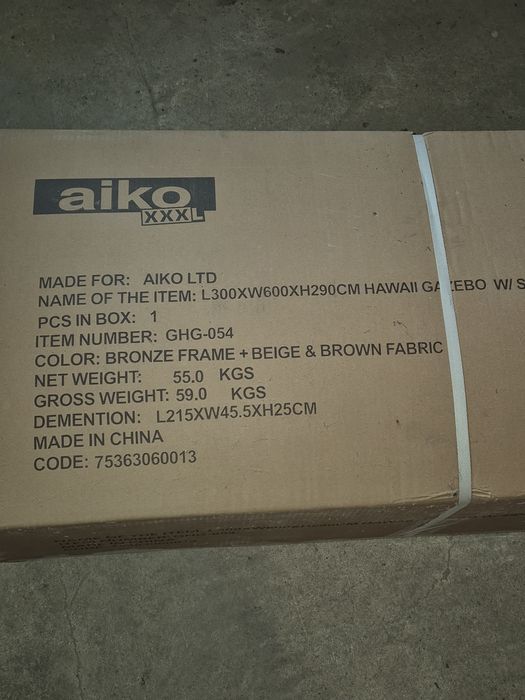 aiko
XXXL
MADE FOR: AIKO LTD
NAME OF THE ITEM: L300XW600XH290CM HAWAII GAZEBO W/ S
PCS IN BOX: 1
ITEM NUMBER: GHG-054
COLOR: BRONZE FRAME + BEIGE & BROWN FABRIC
NET WEIGHT: 55.0 KGS
GROSS WEIGHT: 59.0 KGS
DEMENTION: L215XW45.5XH25CM
MADE IN CHINA
CODE: 75363060013